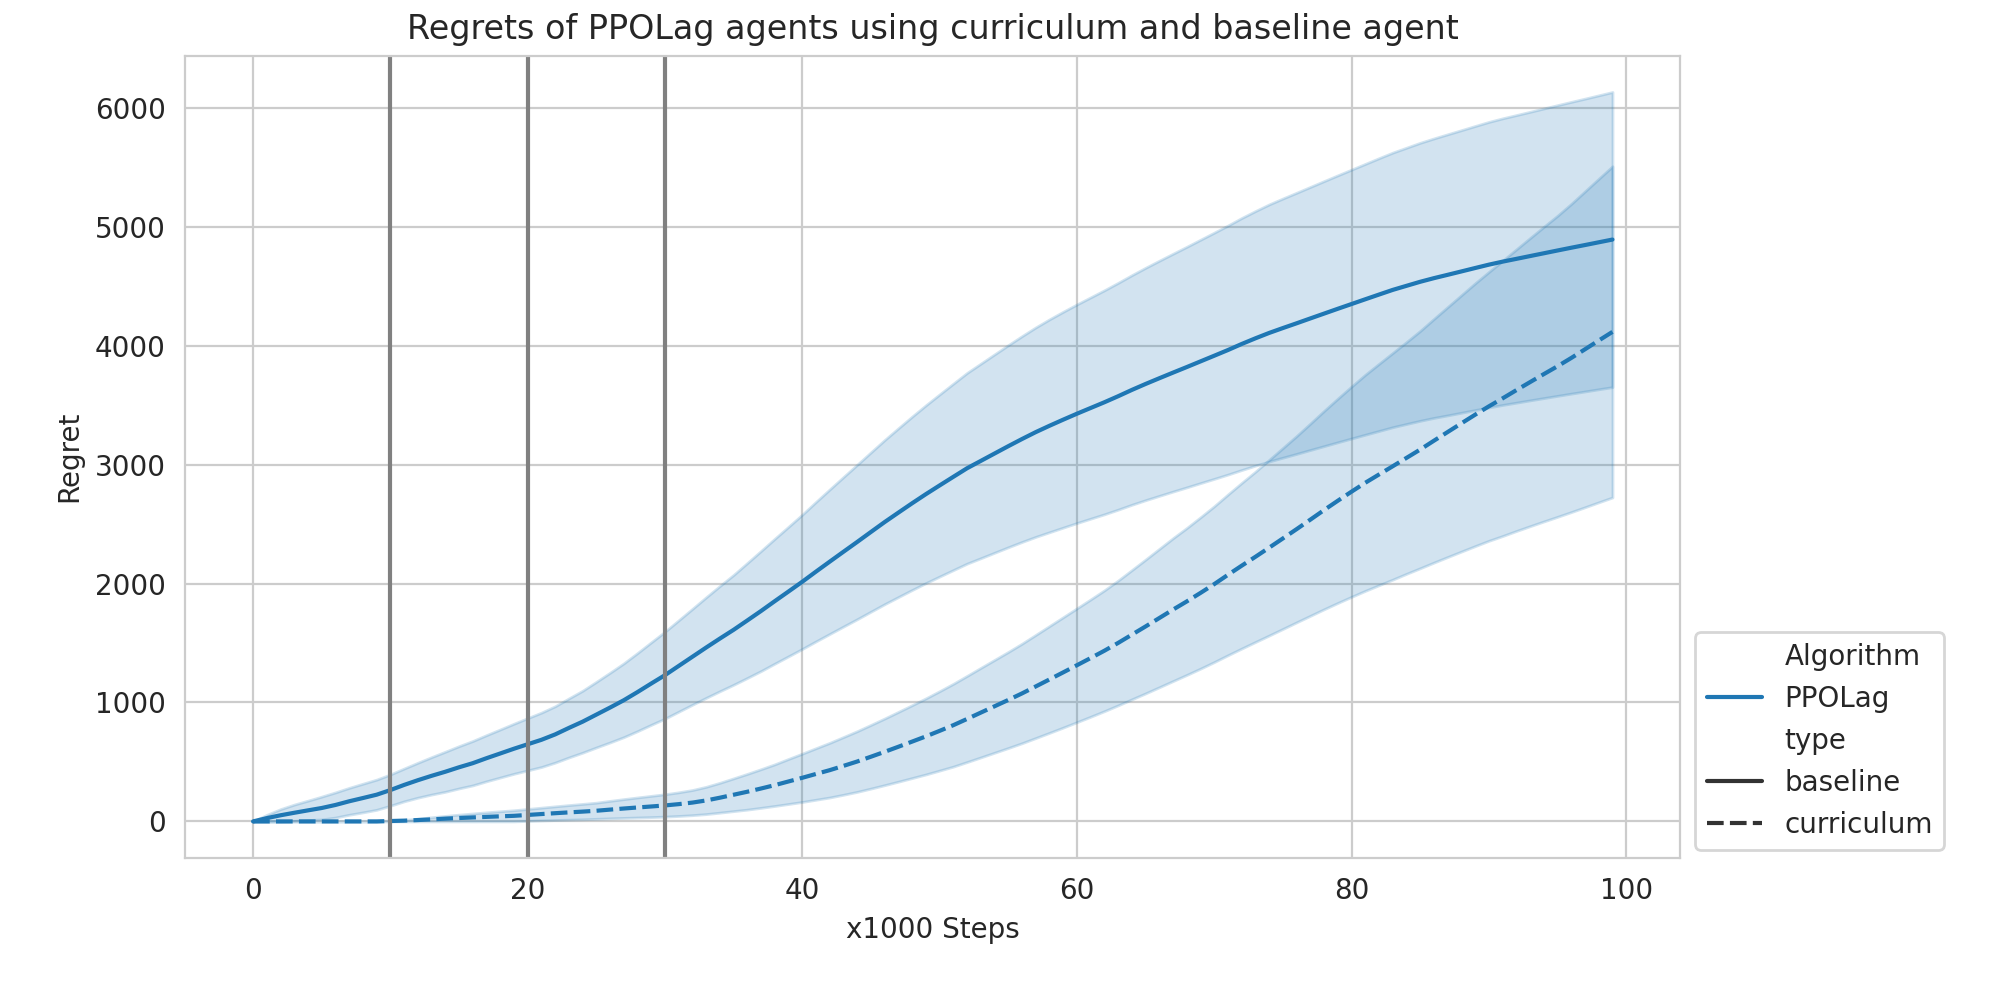 Regrets of PPOLag agents using curriculum and baseline agent
6000
5000
4000
3000
2000
1000
0
Regret
0 20 40 60 80 100
x1000 Steps
Algorithm
PPOLag
type
baseline
curriculum